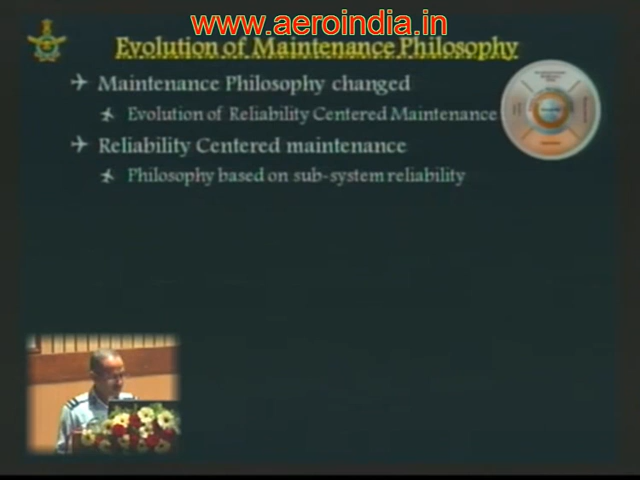 www.aeroindia.in
Evolution of Maintenance Philosophy
Maintenance Philosophy changed
Evolution of Reliability Centered Maintenance
Reliability Centered maintenance
Philosophy based on sub-system reliability